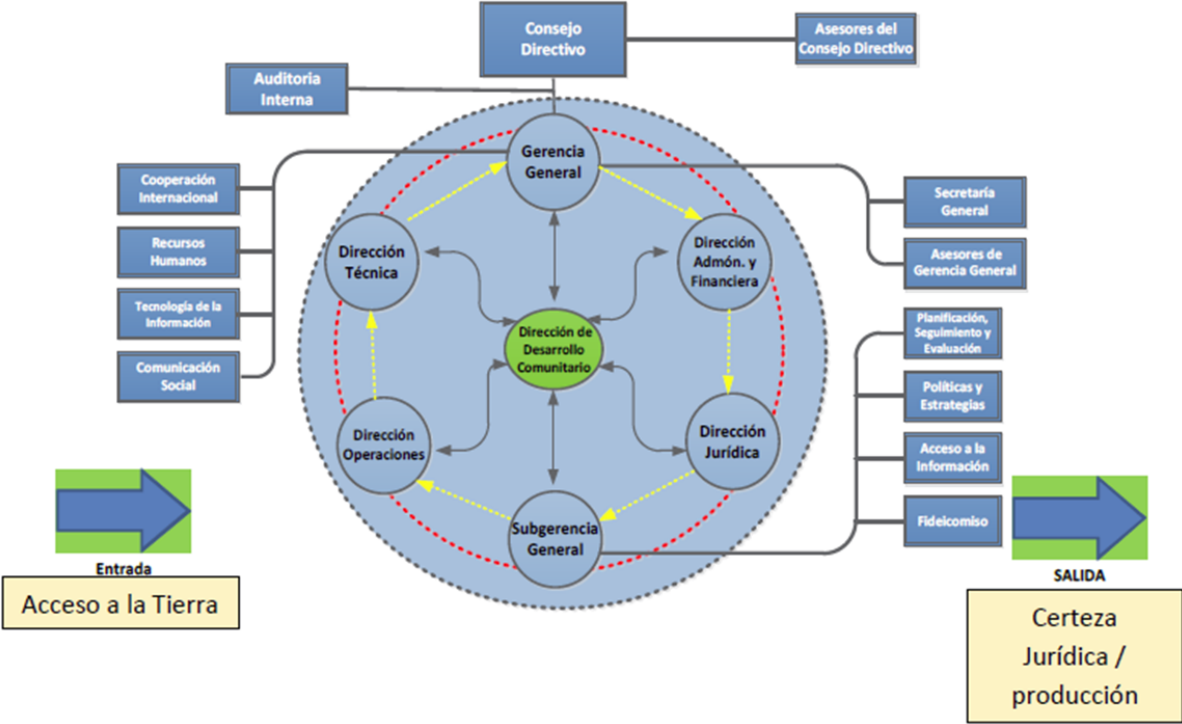 Consejo
Directivo
Asesores del
Consejo Directivo
Auditoria
Interna
Gerencia
General
Cooperación
Internacional
Recursos
Humanos
Tecnología de la
Información
Comunicación
Social
Secretaría
General
Asesores de
Gerencia General
Dirección
Técnica
Dirección
Admón. y
Financiera
Dirección de
Desarrollo
Comunitario
Planificación,
Seguimiento y
Evaluación
Políticas y
Estrategias
Acceso a la
Información
Fideicomiso
Dirección
Operaciones
Dirección
Jurídica
Subgerencia
General
Entrada
Acceso a la Tierra
SALIDA
Certeza
Jurídica /
producción